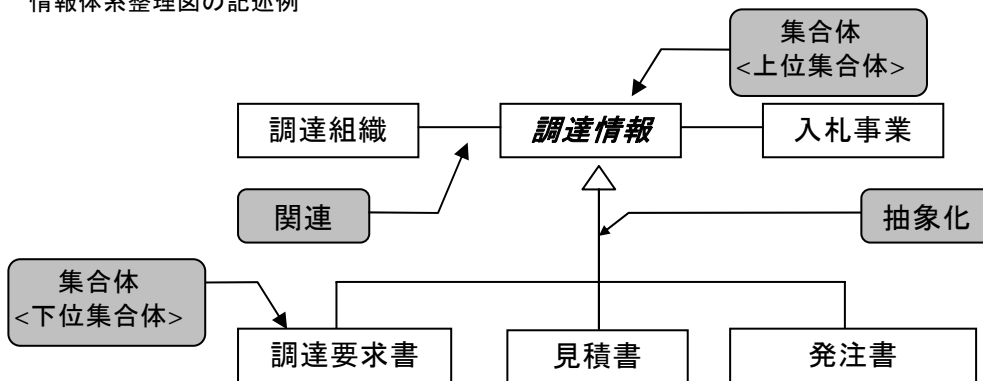 情報体系整理図の記述例
集合体
<上位集合体>
調達組織
調達情報
入札事業
関連
抽象化
集合体
<下位集合体>
調達要求書
見積書
発注書